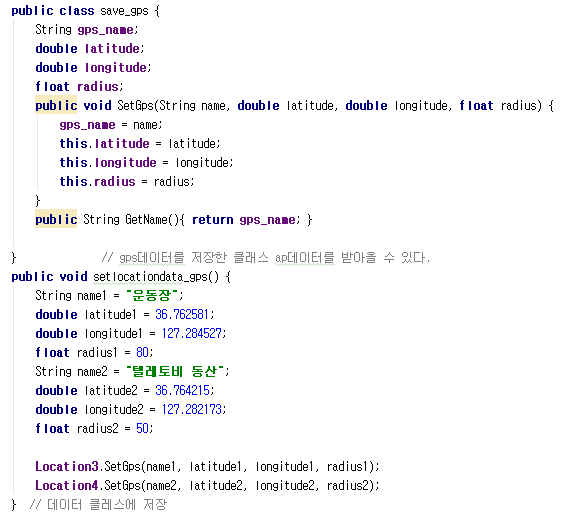 public class save_gps {
String gps_name;
double latitude;
double longitude;
float radius;
public void SetGps(String name, double latitude, double longitude, float radius) {
gps_name = name;
this.latitude = latitude;
this.longitude = longitude;
this.radius = radius;
}
public String GetName(){ return gps_name; }
} // gps데이터를 저장한 클래스 ap데이터를 받아올 수 있다.
public void setlocationdata_gps() {
String name1 = "운동장";
double latitude1 = 36.762581;
double longitude1 = 127.284527;
float radius1 = 80;
String name2 = "텔레토비 동산";
double latitude2 = 36.764215;
double longitude2 = 127.282173;
float radius2 = 50;
Location3.SetGps(name1, latitude1, longitude1, radius1);
Location4.SetGps(name2, latitude2, longitude2, radius2);
} // 데이터 클레스에 저장